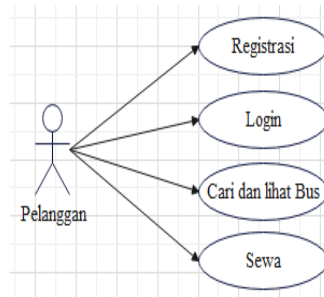 Registrasi
Login
Cari dan lihat Bus
Pelanggan
Sewa